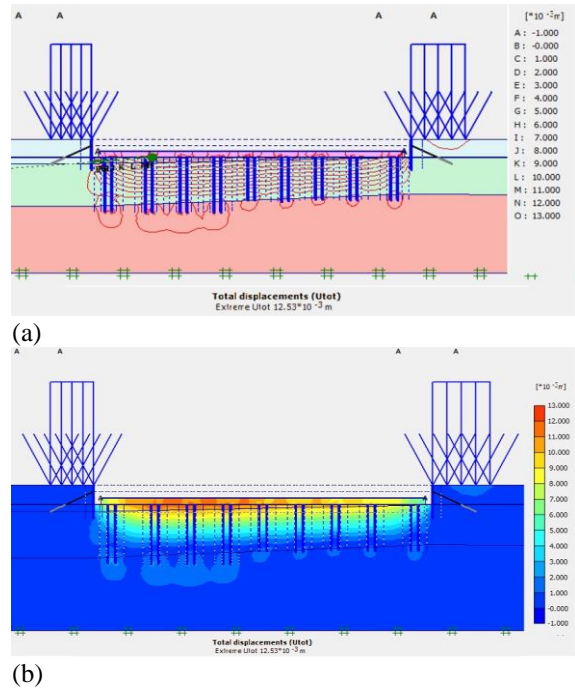 A A A A
[*10 -3m]
A : -1.000
B : -0.000
C : 1.000
D : 2.000
E : 3.000
F : 4.000
G : 5.000
H : 6.000
I : 7.000
J : 8.000
K : 9.000
L : 10.000
M : 11.000
N : 12.000
O : 13.000
A A
Total displacements (Utot)
Extreme Utot 12.53*10 -3 m
(a)
A A A A
[*10 -3m]
13.000
12.000
11.000
10.000
9.000
8.000
7.000
6.000
5.000
4.000
3.000
2.000
1.000
-0.000
-1.000
A A
Total displacements (Utot)
Extreme Utot 12.53*10 -3 m
(b)